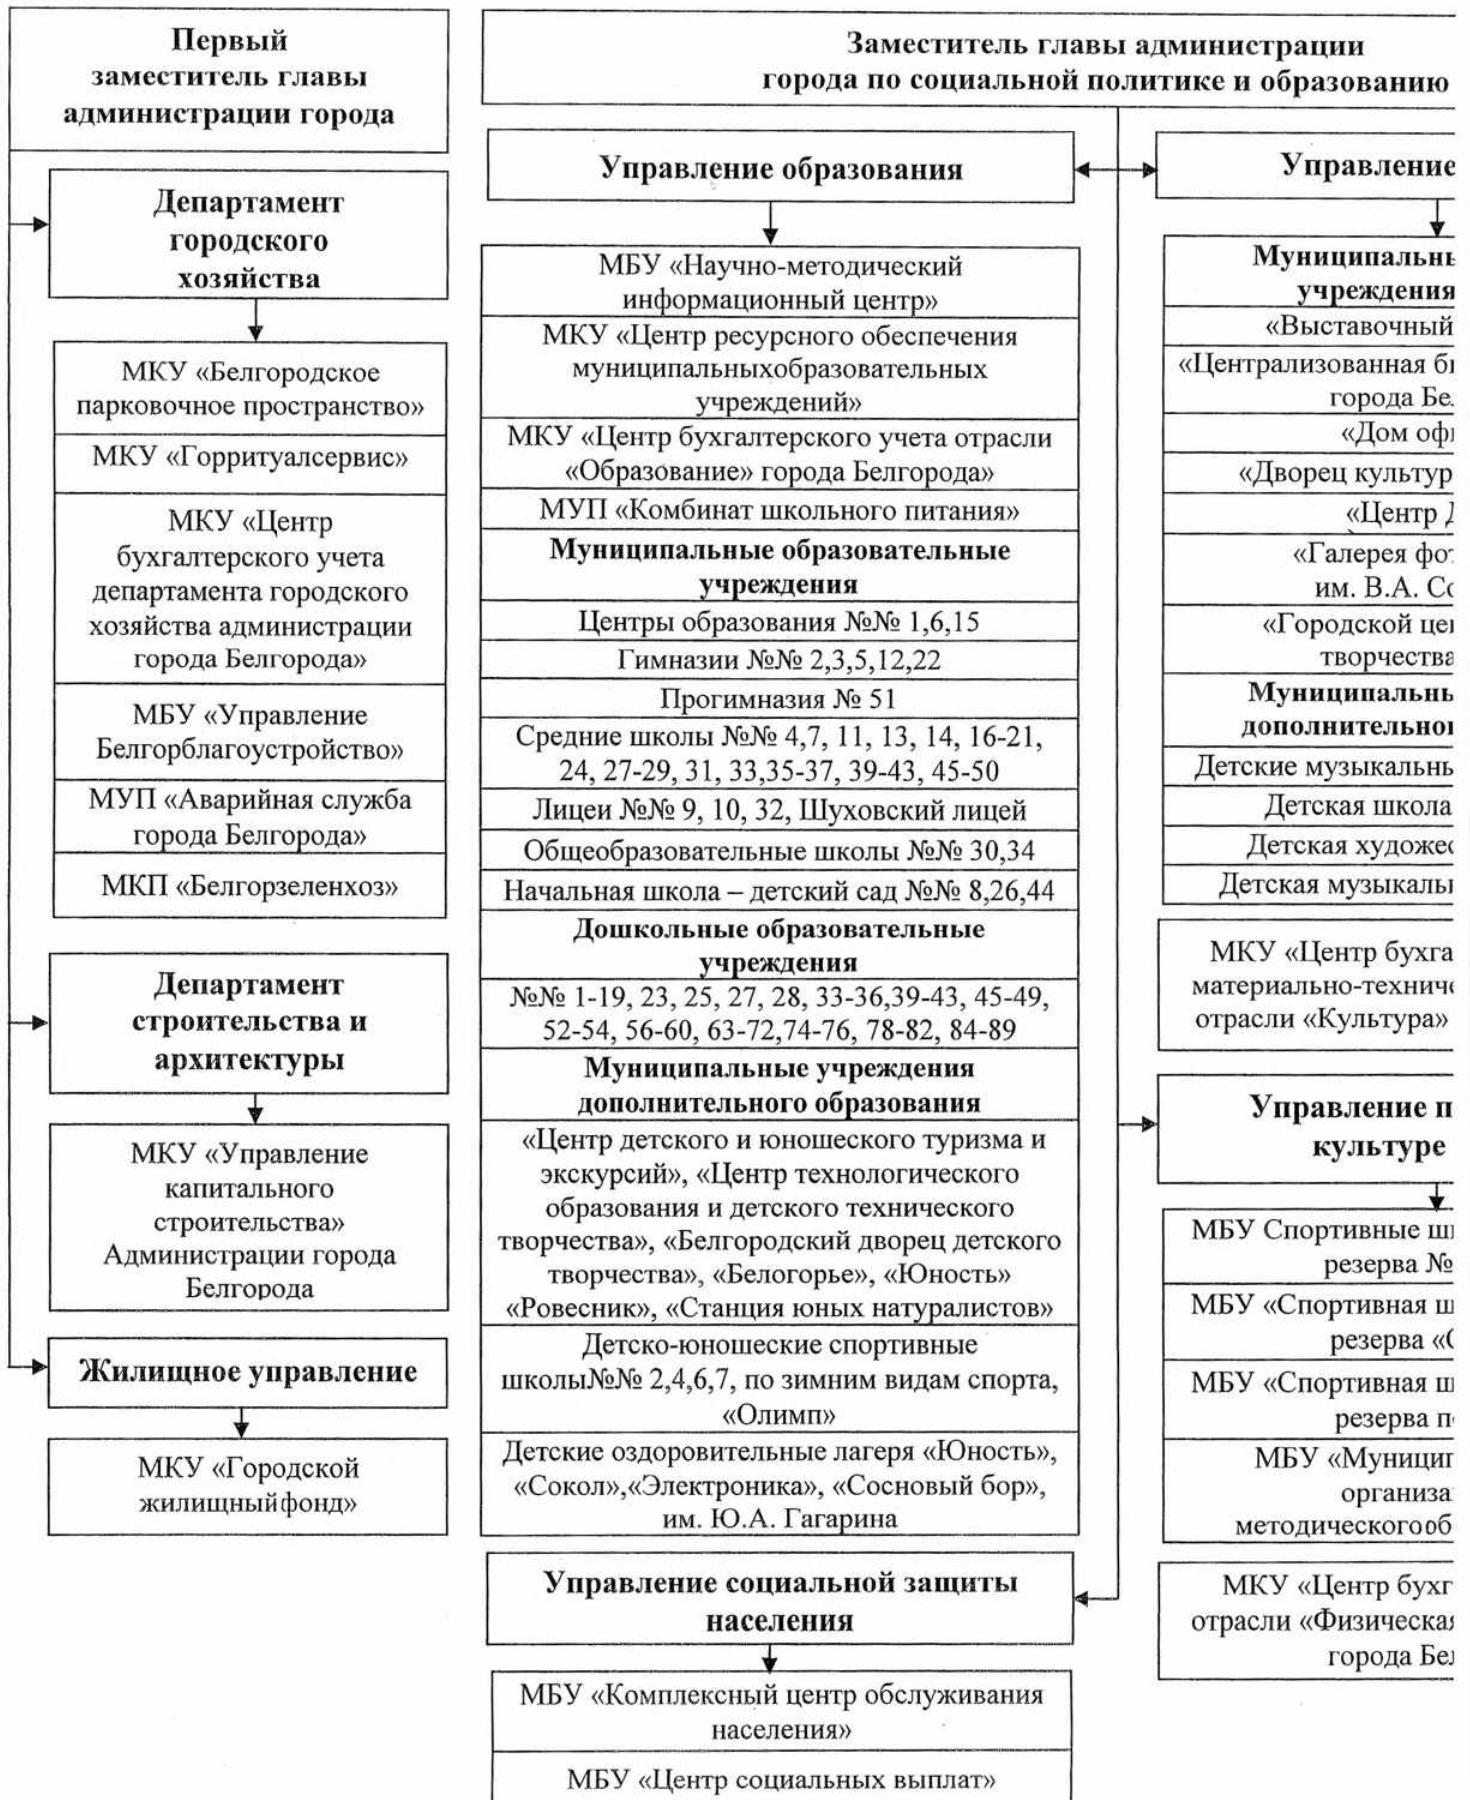 Первый
заместитель главы
администрации города
Департамент
городского
хозяйства
МКУ «Белгородское
парковочное пространство»
МКУ «Горритуалсервис»
МКУ «Центр
бухгалтерского учета
департамента городского
хозяйства администрации
города Белгорода»
МБУ «Управление
Белгорблагоустройство»
МУП «Аварийная служба
города Белгорода»
МКП «Белгорзеленхоз»
Департамент
строительства и
архитектуры
МКУ «Управление
капитального
строительства»
Администрации города
Белгорода
Жилищное управление
МКУ «Городской
жилищный фонд»
Заместитель главы администрации
города по социальной политике и образованию
Управление образования
МБУ «Научно-методический
информационный центр»
МКУ «Центр ресурсного обеспечения
муниципальныхобразовательных
учреждений»
МКУ «Центр бухгалтерского учета отрасли
«Образование» города Белгорода»
МУП «Комбинат школьного питания»
Муниципальные образовательные
учреждения
Центры образования №№ 1,6,15
Гимназии №№ 2,3,5,12,22
Прогимназия № 51
Средние школы №№ 4,7, 11, 13, 14, 16-21,
24, 27-29, 31, 33,35-37, 39-43, 45-50
Лицеи №№ 9, 10, 32, Шуховский лицей
Общеобразовательные школы №№ 30,34
Начальная школа – детский сад №№ 8,26,44
Дошкольные образовательные
учреждения
№№ 1-19, 23, 25, 27, 28, 33-36,39-43, 45-49,
52-54, 56-60, 63-72,74-76, 78-82, 84-89
Муниципальные учреждения
дополнительного образования
«Центр детского и юношеского туризма и
экскурсий», «Центр технологического
образования и детского технического
творчества», «Белгородский дворец детского
творчества», «Белогорье», «Юность»
«Ровесник», «Станция юных натуралистов»
Детско-юношеские спортивные
школы№№ 2,4,6,7, по зимним видам спорта,
«Олимп»
Детские оздоровительные лагеря «Юность»,
«Сокол»,«Электроника», «Сосновый бор»,
им. Ю.А. Гагарина
Управление социальной защиты
населения
МБУ «Комплексный центр обслуживания
населения»
МБУ «Центр социальных выплат»
Управление
Муниципальн
учреждения
«Выставочный
«Централизованная
города Бе
«Дом оф
«Дворец культур
«Центр
«Галерея фо
им. В.А. С
«Городской це
творчества
Муниципальн
дополнительно
Детские музыкальн
Детская школа
Детская художе
Детская музыкаль
МКУ «Центр бухга
материально-технич
отрасли «Культура»
Управление п
культуре
МБУ Спортивные
резерва №
МБУ «Спортивная
резерва «
МБУ «Спортивная
резерва п
МБУ «Муници
организа
методического об
МКУ «Центр бухг
отрасли «Физическа
города Бе